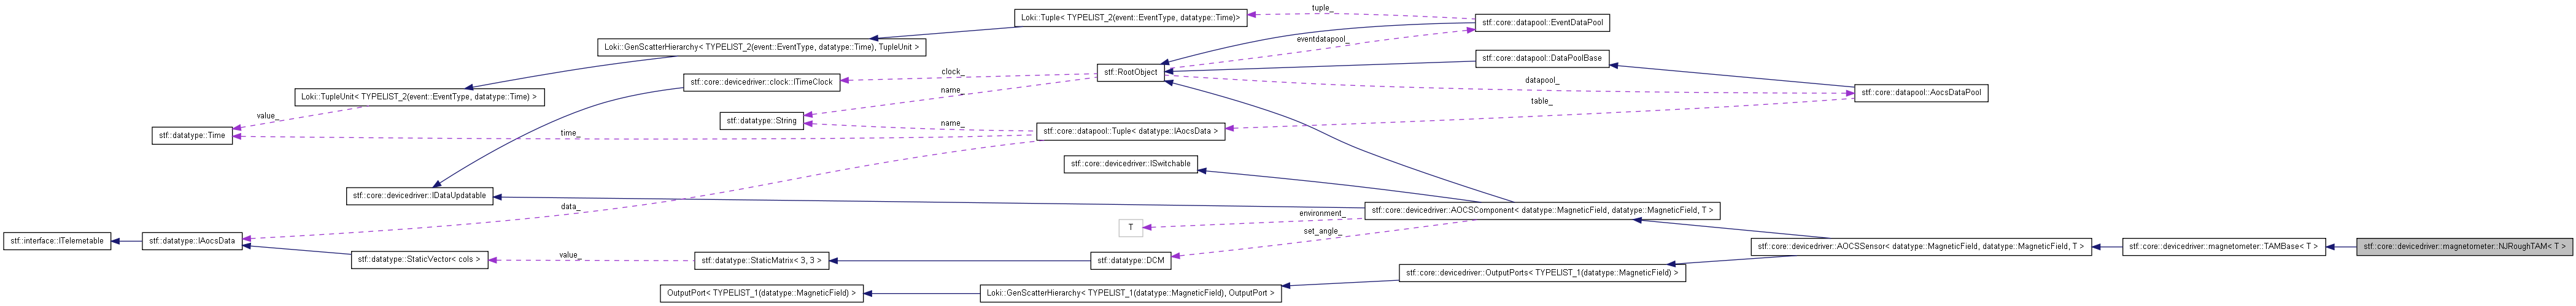 tuple_
Loki::Tuple< TYPELIST_2(event::EventType, datatype::Time)>
stf::core::datapool::EventDataPool
eventdatapool_
Loki::GenScatterHierarchy< TYPELIST_2(event::EventType, datatype::Time), TupleUnit >
stf::core::datapool::DataPoolBase
clock_
stf::RootObject
datapool_
stf::core::devicedriver::clock::ITimeClock
name_
stf::core::datapool::AocsDataPool
Loki::TupleUnit< TYPELIST_2(event::EventType, datatype::Time) >
table_
value_
stf::datatype::String
name_
stf::datatype::Time
time_
stf::core::datapool::Tuple< datatype::IAocsData >
stf::core::devicedriver::ISwitchable
stf::core::devicedriver::IDataUpdatable
data_
environment_
stf::core::devicedriver::AOCSComponent< datatype::MagneticField, datatype::MagneticField, T >
T
set_angle_
stf::interface::ITelemetable
stf::datatype::IAocsData
stf::core::devicedriver::AOCSSensor< datatype::MagneticField, datatype::MagneticField, T >
stf::core::devicedriver::magnetometer::TAMBase< T >
stf::core::devicedriver::magnetometer::NJRoughTAM< T >
stf::datatype::StaticVector< cols >
value_
stf::datatype::StaticMatrix< 3, 3 >
stf::datatype::DCM
stf::core::devicedriver::OutputPorts< TYPELIST_1(datatype::MagneticField) >
OutputPort< TYPELIST_1(datatype::MagneticField) >
Loki::GenScatterHierarchy< TYPELIST_1(datatype::MagneticField), OutputPort >